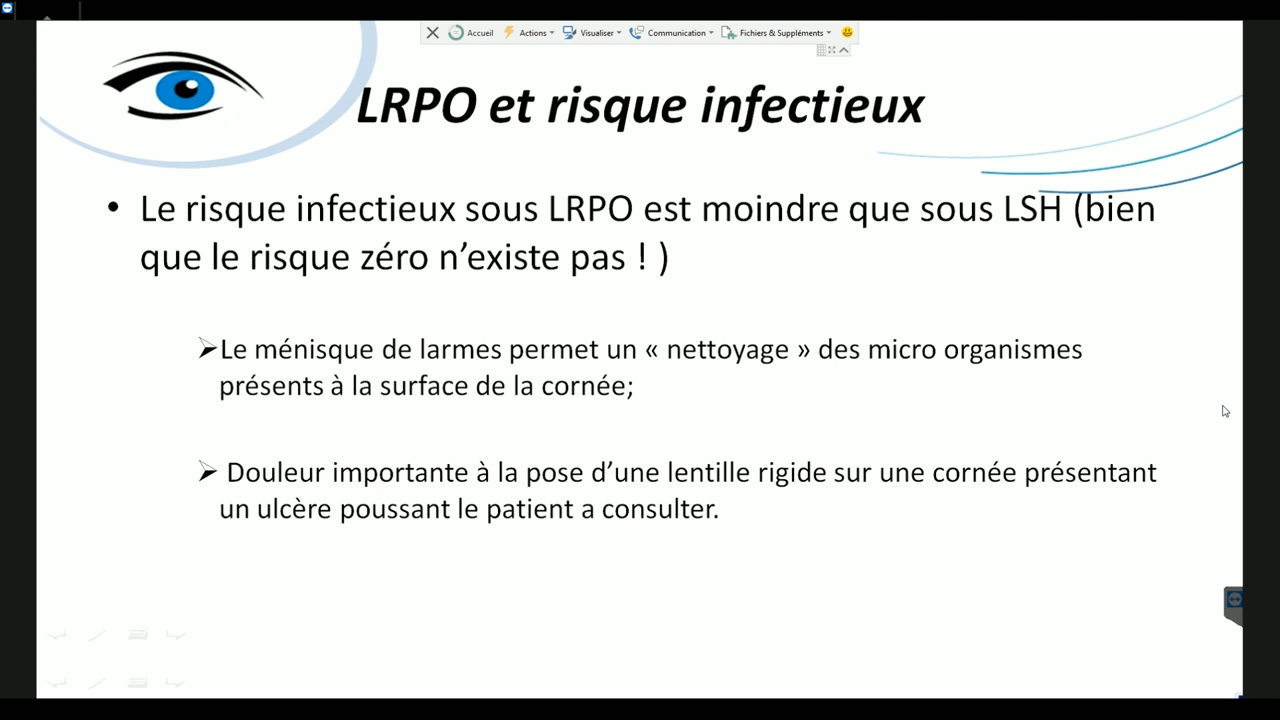 Accueil Actions Visualiser Communication Fichiers & Suppléments
LRPO et risque infectieux
• Le risque infectieux sous LRPO est moindre que sous LSH (bien
que le risque zéro n’existe pas ! )
➢Le ménisque de larmes permet un « nettoyage » des micro organismes
présents à la surface de la cornée;
➢ Douleur importante à la pose d’une lentille rigide sur une cornée présentant
un ulcère poussant le patient a consulter.